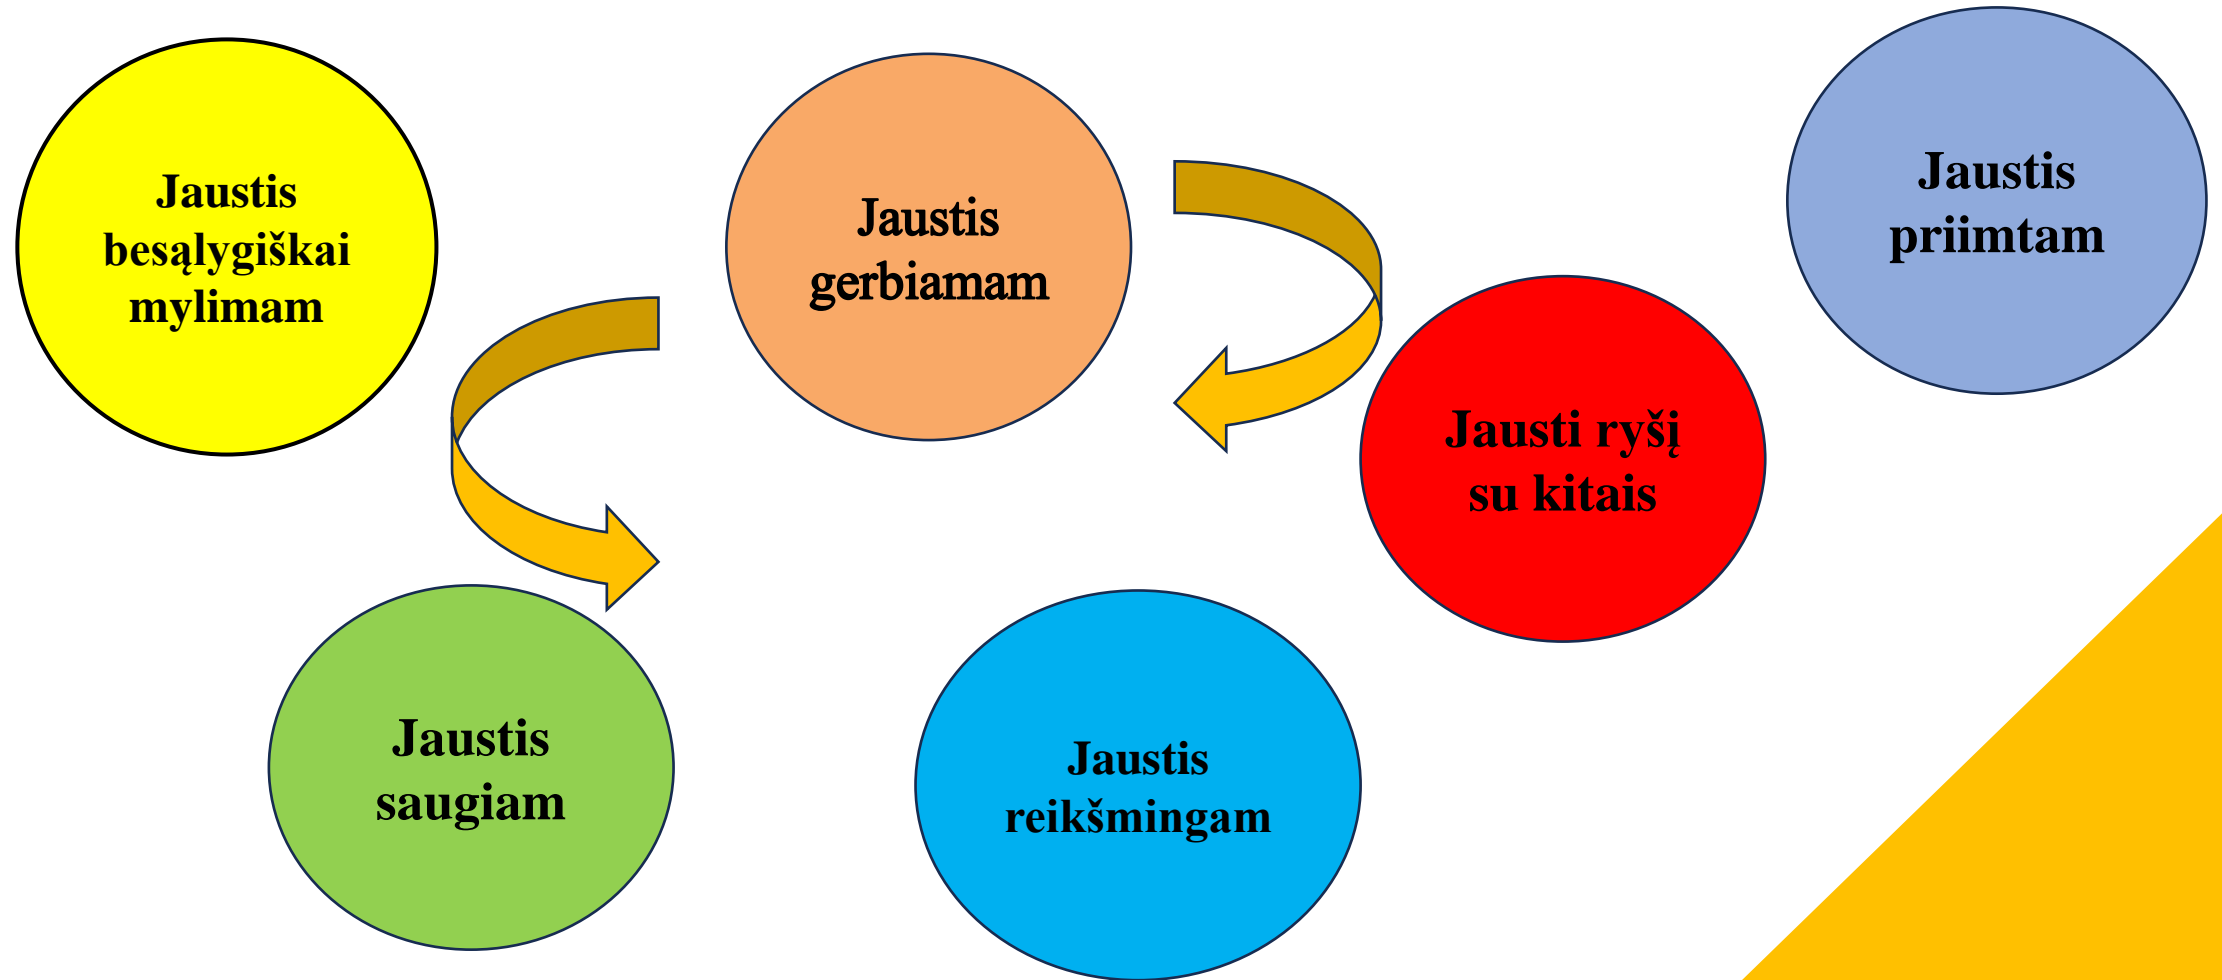 Jaustis
besąlygiškai
mylimam
Jaustis
gerbiamam
Jaustis
priimtam
Jausti ryšį
su kitais
Jaustis
saugiam
Jaustis
reikšmingam